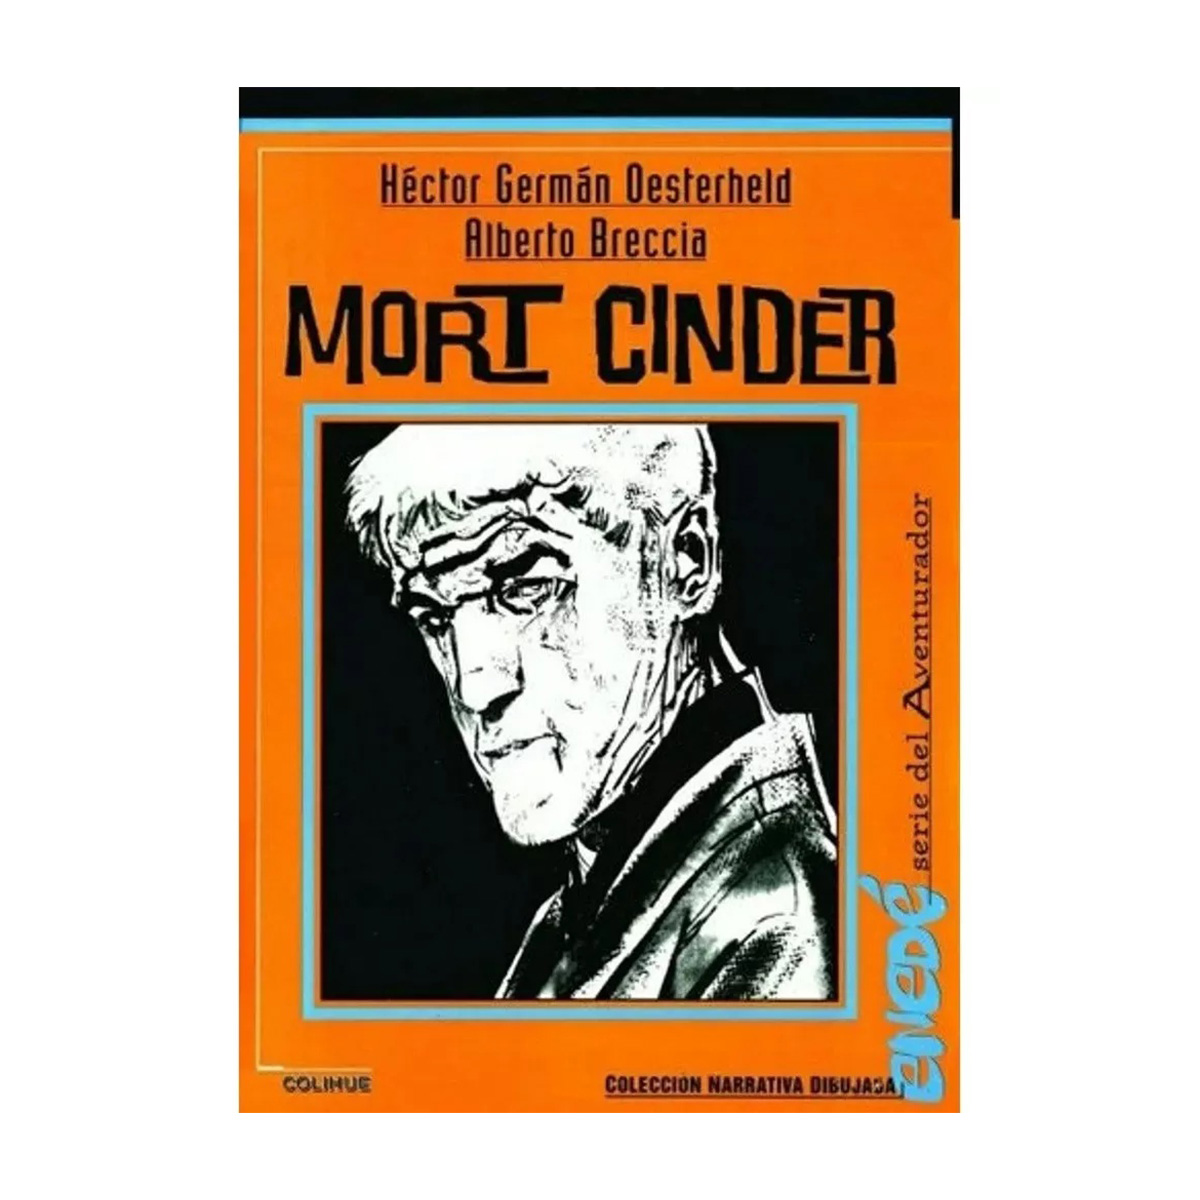 Héctor Germán Oesterheld
Alberto Breccia
MORT CINDER
serie del Aventurador
enedé
COLIHUE
COLECCIÓN NARRATIVA DIBUJADA